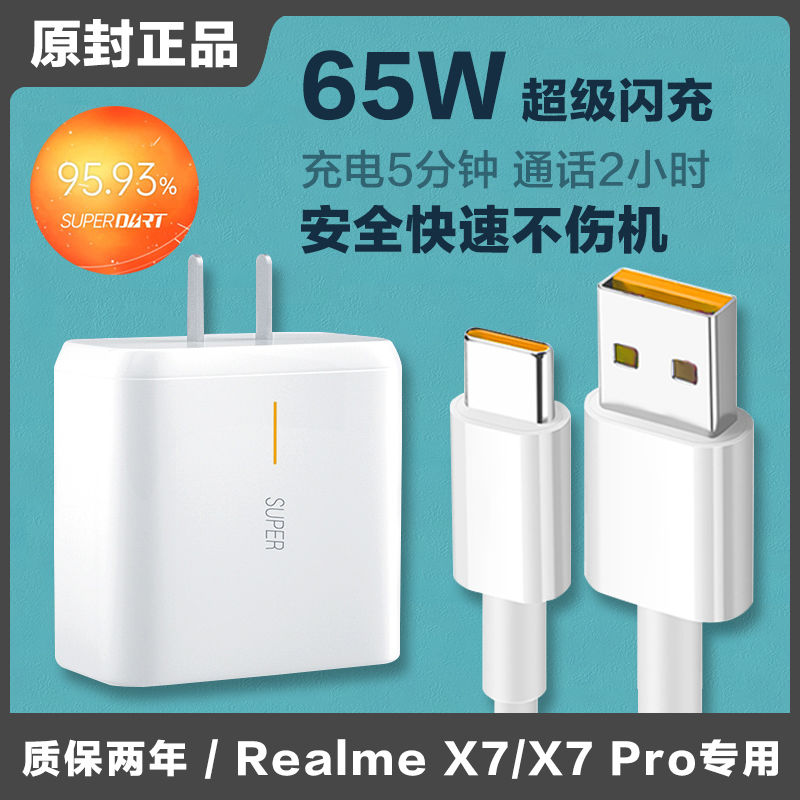 原封正品
65W 超级闪充
充电5分钟 通话2小时
安全快速不伤机
95.93%
SUPERDART
SUPER
质保两年 / Realme X7/X7 Pro专用